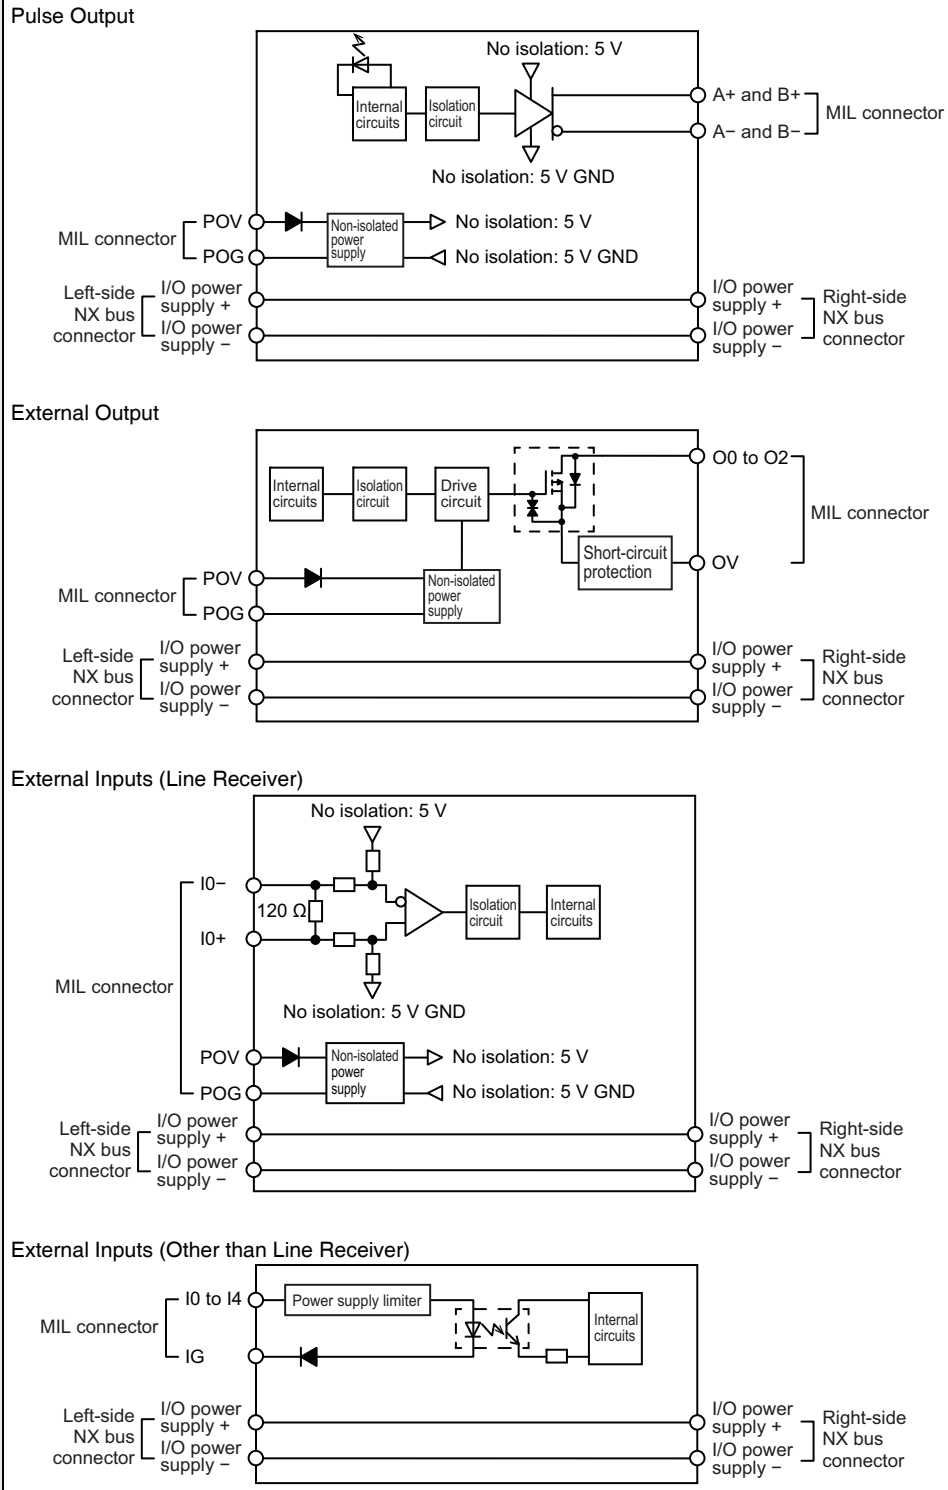 Pulse Output
No isolation: 5 V
Internal circuits
Isolation circuit
A+ and B+
A− and B−
MIL connector
No isolation: 5 V GND
MIL connector
POV
POG
Non-isolated power supply
No isolation: 5 V
No isolation: 5 V GND
Left-side NX bus connector
I/O power supply +
I/O power supply −
I/O power supply +
I/O power supply −
Right-side NX bus connector
External Output
Internal circuits
Isolation circuit
Drive circuit
O0 to O2
MIL connector
Short-circuit protection
OV
MIL connector
POV
POG
Non-isolated power supply
Left-side NX bus connector
I/O power supply +
I/O power supply −
I/O power supply +
I/O power supply −
Right-side NX bus connector
External Inputs (Line Receiver)
No isolation: 5 V
I0−
120 Ω
I0+
Isolation circuit
Internal circuits
MIL connector
No isolation: 5 V GND
POV
POG
Non-isolated power supply
No isolation: 5 V
No isolation: 5 V GND
Left-side NX bus connector
I/O power supply +
I/O power supply −
I/O power supply +
I/O power supply −
Right-side NX bus connector
External Inputs (Other than Line Receiver)
MIL connector
I0 to I4
IG
Power supply limiter
Internal circuits
Left-side NX bus connector
I/O power supply +
I/O power supply −
I/O power supply +
I/O power supply −
Right-side NX bus connector